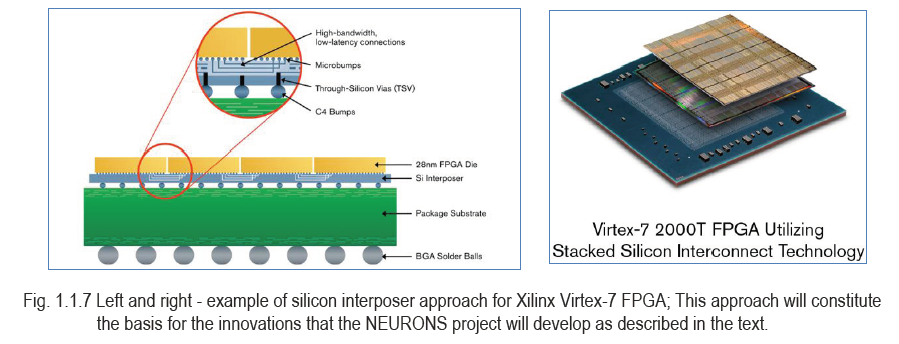 High-bandwidth,
low-latency connections
Microbumps
Through-Silicon Vias (TSV)
C4 Bumps
28nm FPGA Die
Si Interposer
Package Substrate
BGA Solder Balls
Virtex-7 2000T FPGA Utilizing
Stacked Silicon Interconnect Technology
Fig. 1.1.7 Left and right - example of silicon interposer approach for Xilinx Virtex-7 FPGA; This approach will constitute
the basis for the innovations that the NEURONS project will develop as described in the text.